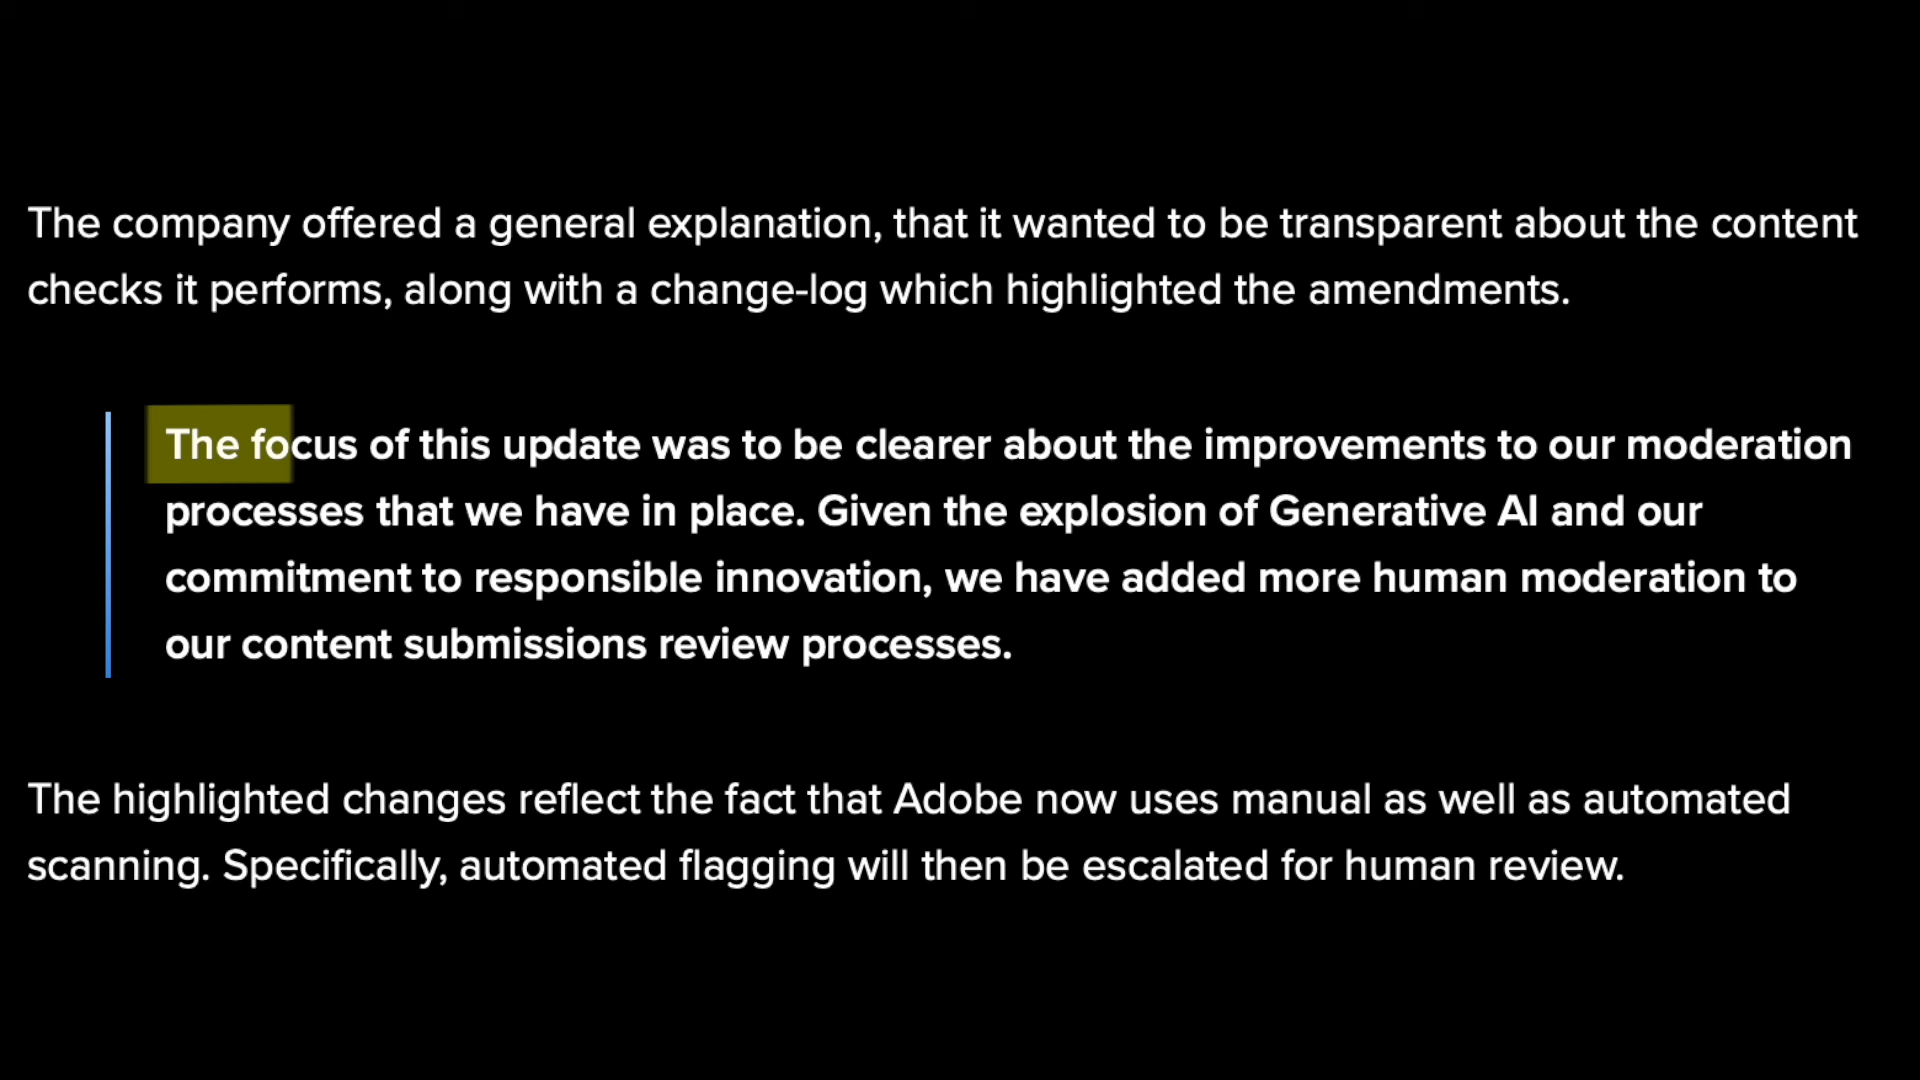 The company offered a general explanation, that it wanted to be transparent about the content
checks it performs, along with a change-log which highlighted the amendments.
The focus of this update was to be clearer about the improvements to our moderation
processes that we have in place. Given the explosion of Generative AI and our
commitment to responsible innovation, we have added more human moderation to
our content submissions review processes.
The highlighted changes reflect the fact that Adobe now uses manual as well as automated
scanning. Specifically, automated flagging will then be escalated for human review.